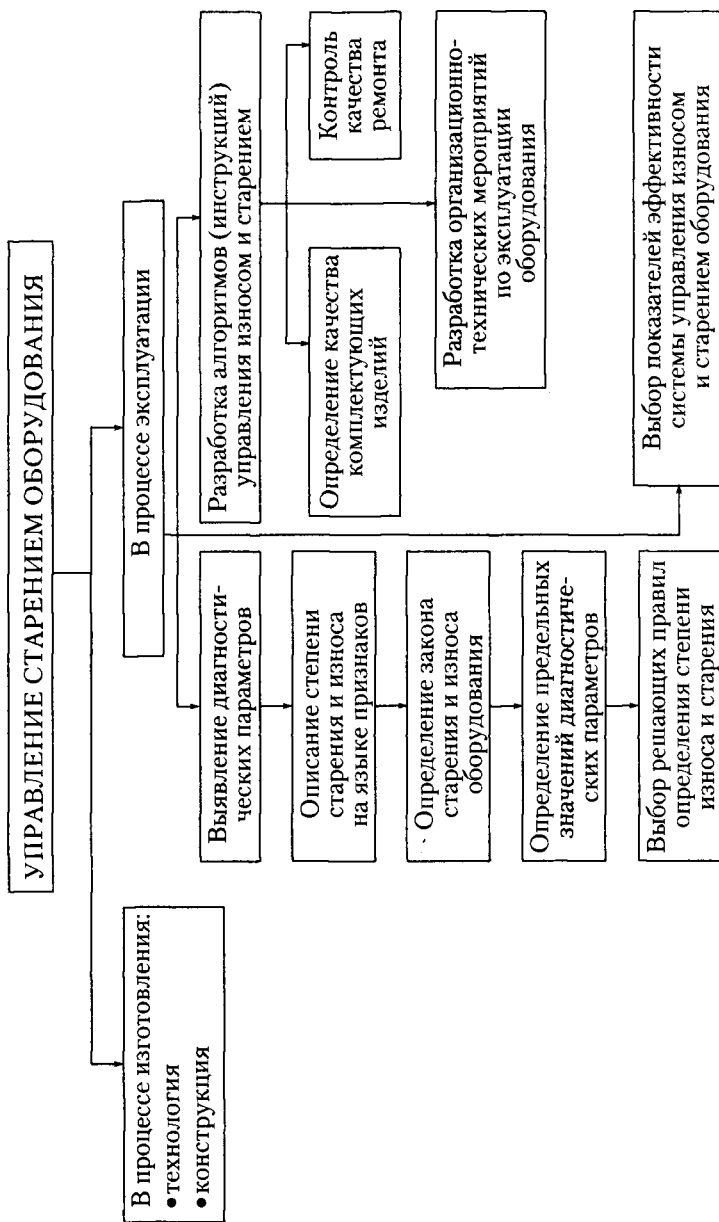 УПРАВЛЕНИЕ СТАРЕНИЕМ ОБОРУДОВАНИЯ
В процессе изготовления:
•технология
•конструкция
В процессе эксплуатации
Выявление диагности-
ческих параметров
Описание степени
старения и износа
на языке признаков
Определение закона
старения и износа
оборудования
Определение предельных
значений диагностиче-
ских параметров
Выбор решающих правил
определения степени
износа и старения
Разработка алгоритмов (инструкций)
управления износом и старением
Определение качества
комплектующих
изделий
Контроль
качества
ремонта
Разработка организационно-
технических мероприятий
по эксплуатации
оборудования
Выбор показателей эффективности
системы управления износом
и старением оборудования